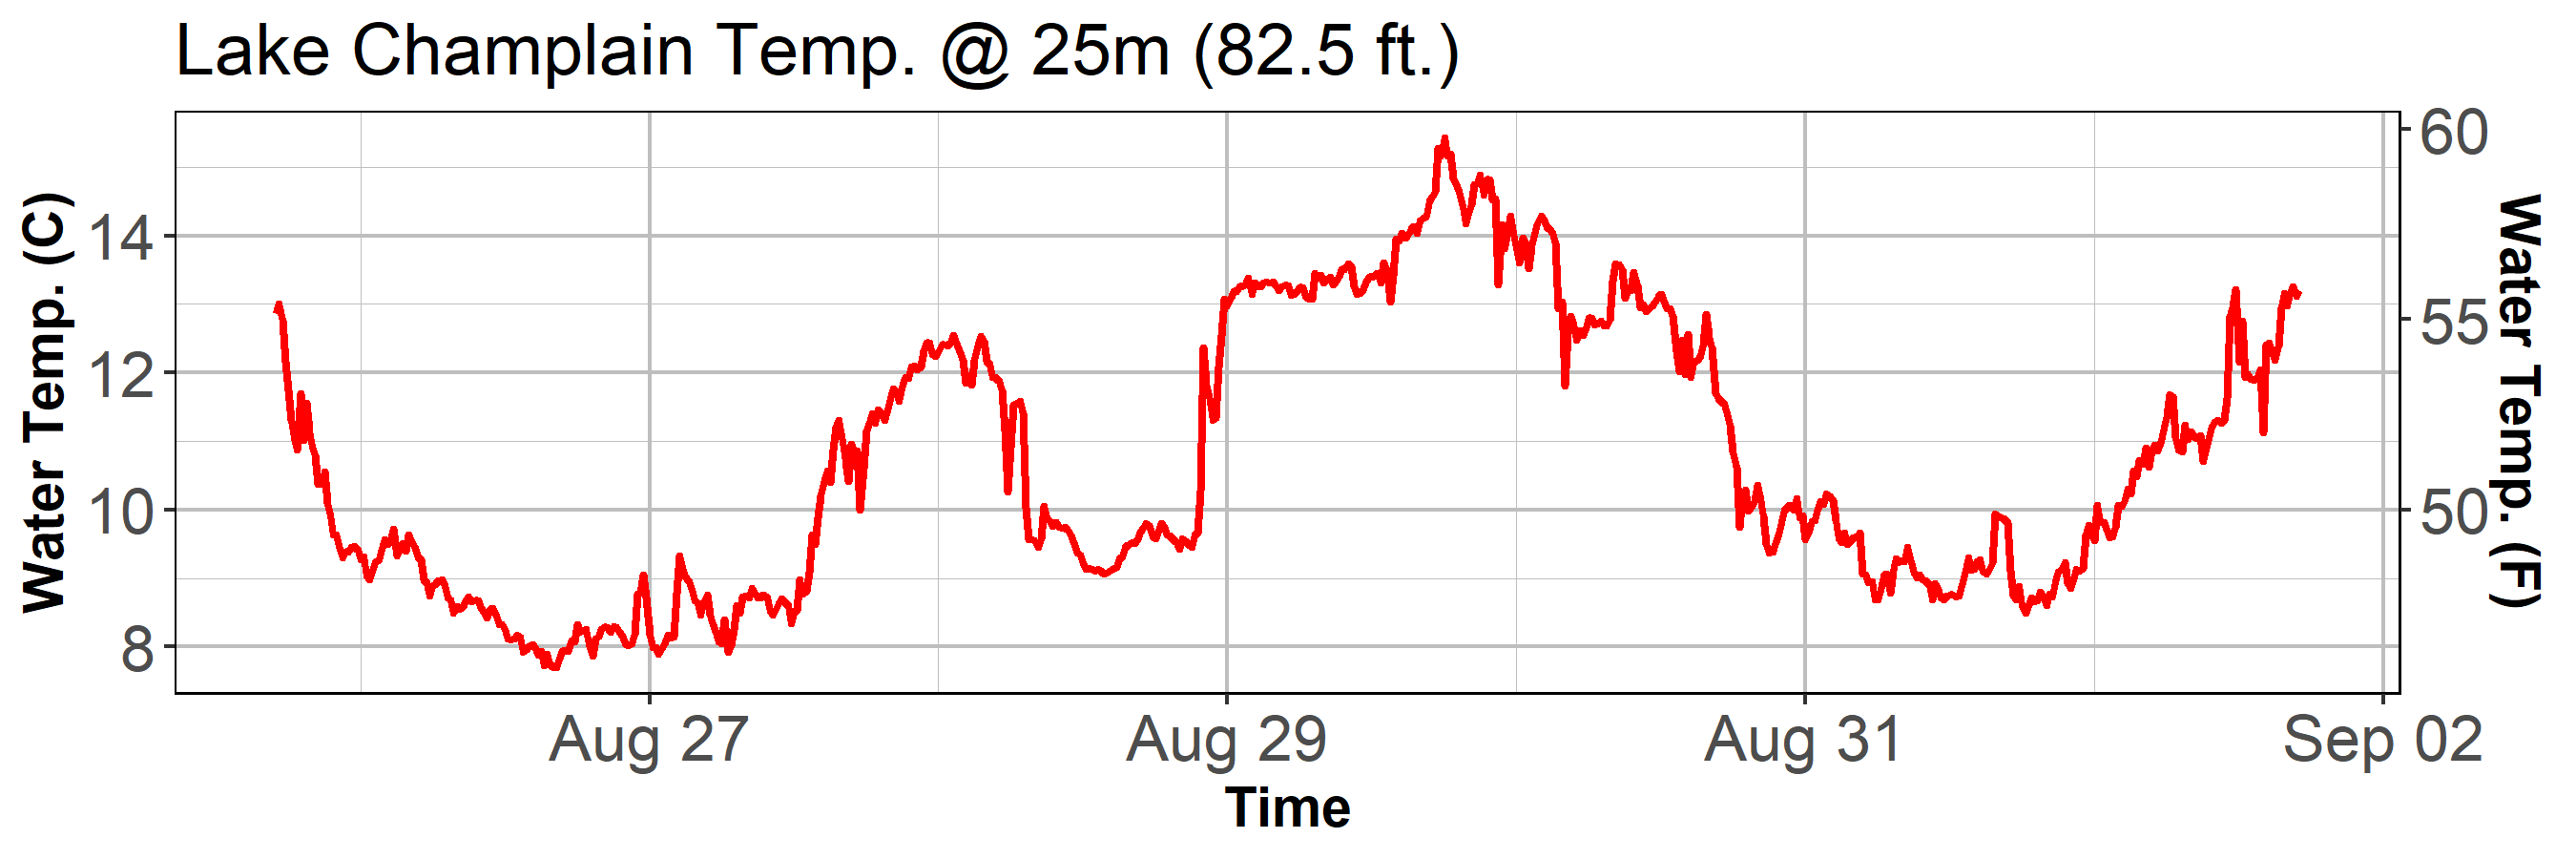 Lake Champlain Temp. @ 25m (82.5 ft.)
Water Temp. (C)
14
12
10
8
60
55
50
Water Temp. (F)
Aug 27
Aug 29
Aug 31
Sep 02
Time